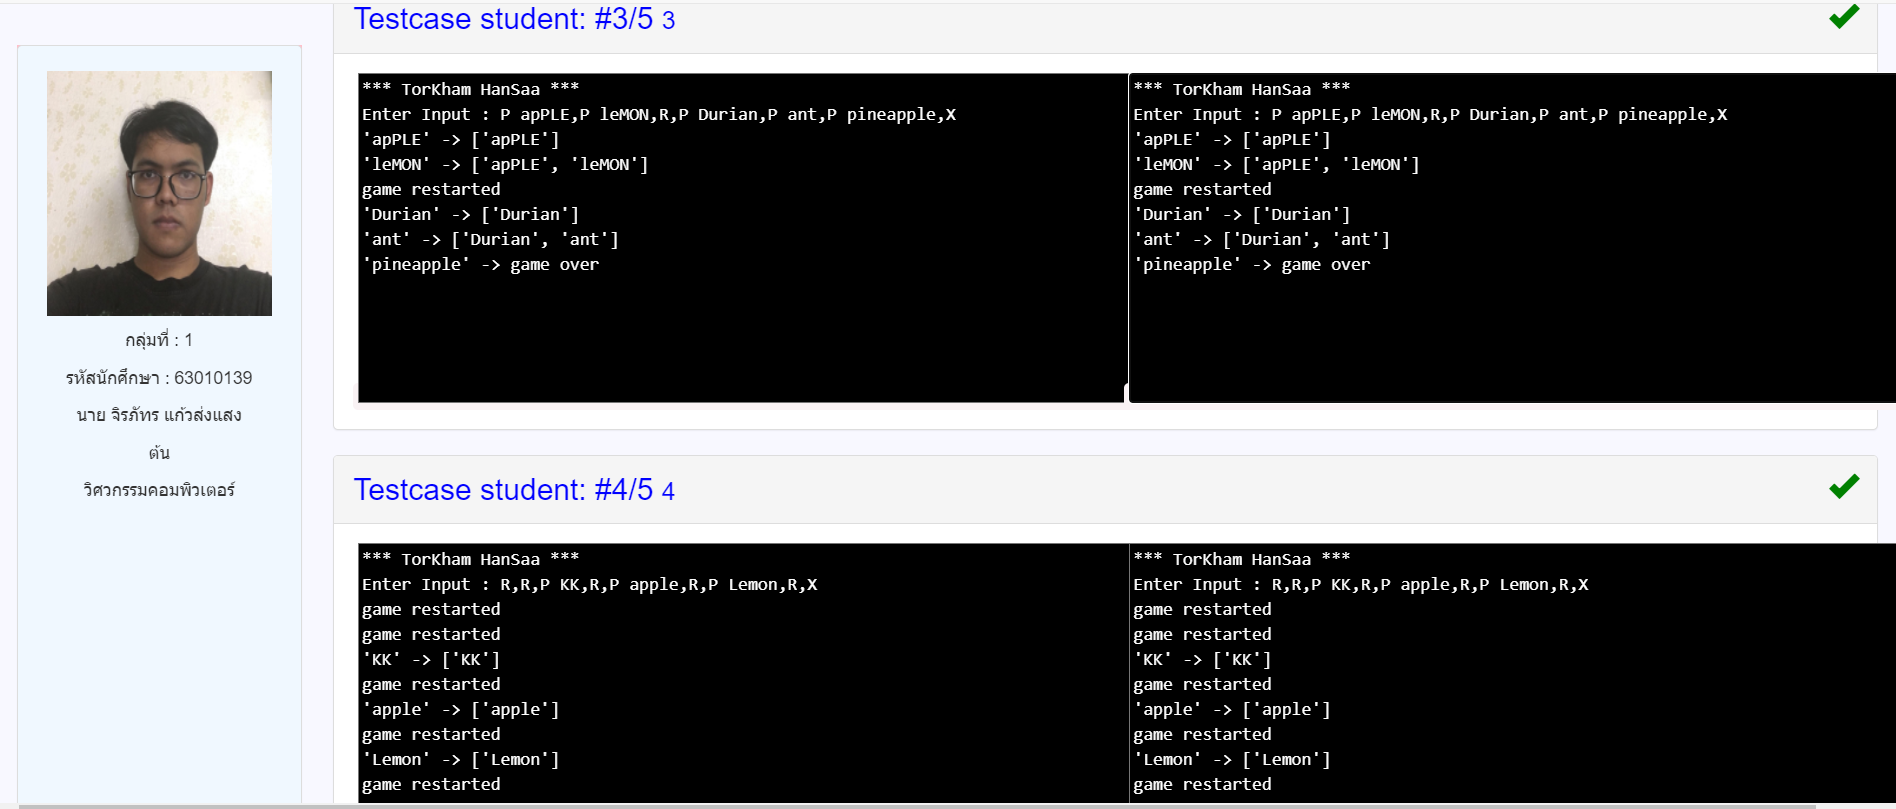 กลุ่มที่ : 1
รหัสนักศึกษา : 63010139
นาย จิรภัทร แก้วส่งแสง
ต้น
วิศวกรรมคอมพิวเตอร์
Testcase student: #3/5 3
*** TorKham HanSaa ***
Enter Input : P apPLE,P leMON,R,P Durian,P ant,P pineapple,X
'apPLE' -> ['apPLE']
'leMON' -> ['apPLE', 'leMON']
game restarted
'Durian' -> ['Durian']
'ant' -> ['Durian', 'ant']
'pineapple' -> game over
*** TorKham HanSaa ***
Enter Input : P apPLE,P leMON,R,P Durian,P ant,P pineapple,X
'apPLE' -> ['apPLE']
'leMON' -> ['apPLE', 'leMON']
game restarted
'Durian' -> ['Durian']
'ant' -> ['Durian', 'ant']
'pineapple' -> game over
Testcase student: #4/5 4
*** TorKham HanSaa ***
Enter Input : R,R,P KK,R,P apple,R,P Lemon,R,X
game restarted
game restarted
'KK' -> ['KK']
game restarted
'apple' -> ['apple']
game restarted
'Lemon' -> ['Lemon']
game restarted
*** TorKham HanSaa ***
Enter Input : R,R,P KK,R,P apple,R,P Lemon,R,X
game restarted
game restarted
'KK' -> ['KK']
game restarted
'apple' -> ['apple']
game restarted
'Lemon' -> ['Lemon']
game restarted